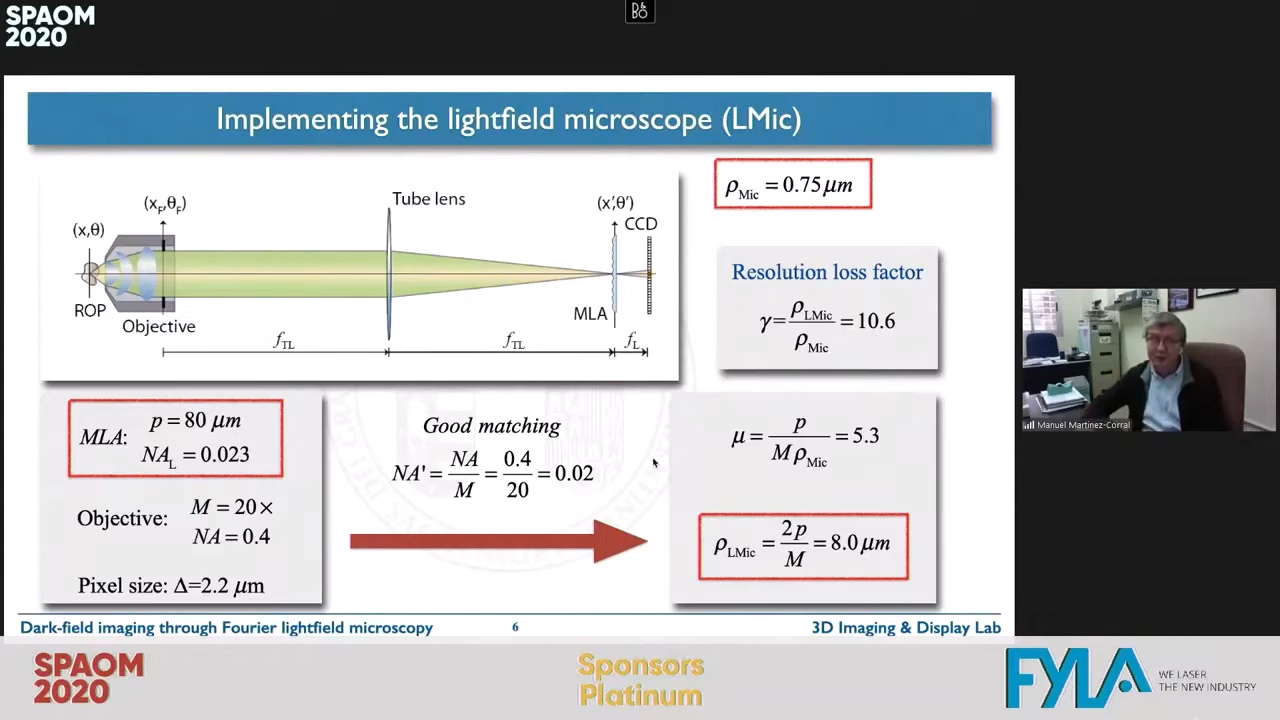 SPAOM
2020
B&O
Implementing the lightfield microscope (LMic)
(x,θ)
(x_F,θ_F)
Tube lens
(x',θ')
CCD
ROP
Objective
MLA
f_TL
f_TL
f_L
ρ_Mic = 0.75 μm
Resolution loss factor
γ = ρ_LMic / ρ_Mic = 10.6
MLA: p = 80 μm
NA_L = 0.023
Objective: M = 20×
NA = 0.4
Pixel size: Δ=2.2 μm
Good matching
NA' = NA / M = 0.4 / 20 = 0.02
μ = p / Mρ_Mic = 5.3
ρ_LMic = 2p / M = 8.0 μm
Manuel Martinez-Corral
Dark-field imaging through Fourier lightfield microscopy
6
3D Imaging & Display Lab
SPAOM
2020
Sponsors
Platinum
FYLA
WE LASER
THE NEW INDUSTRY